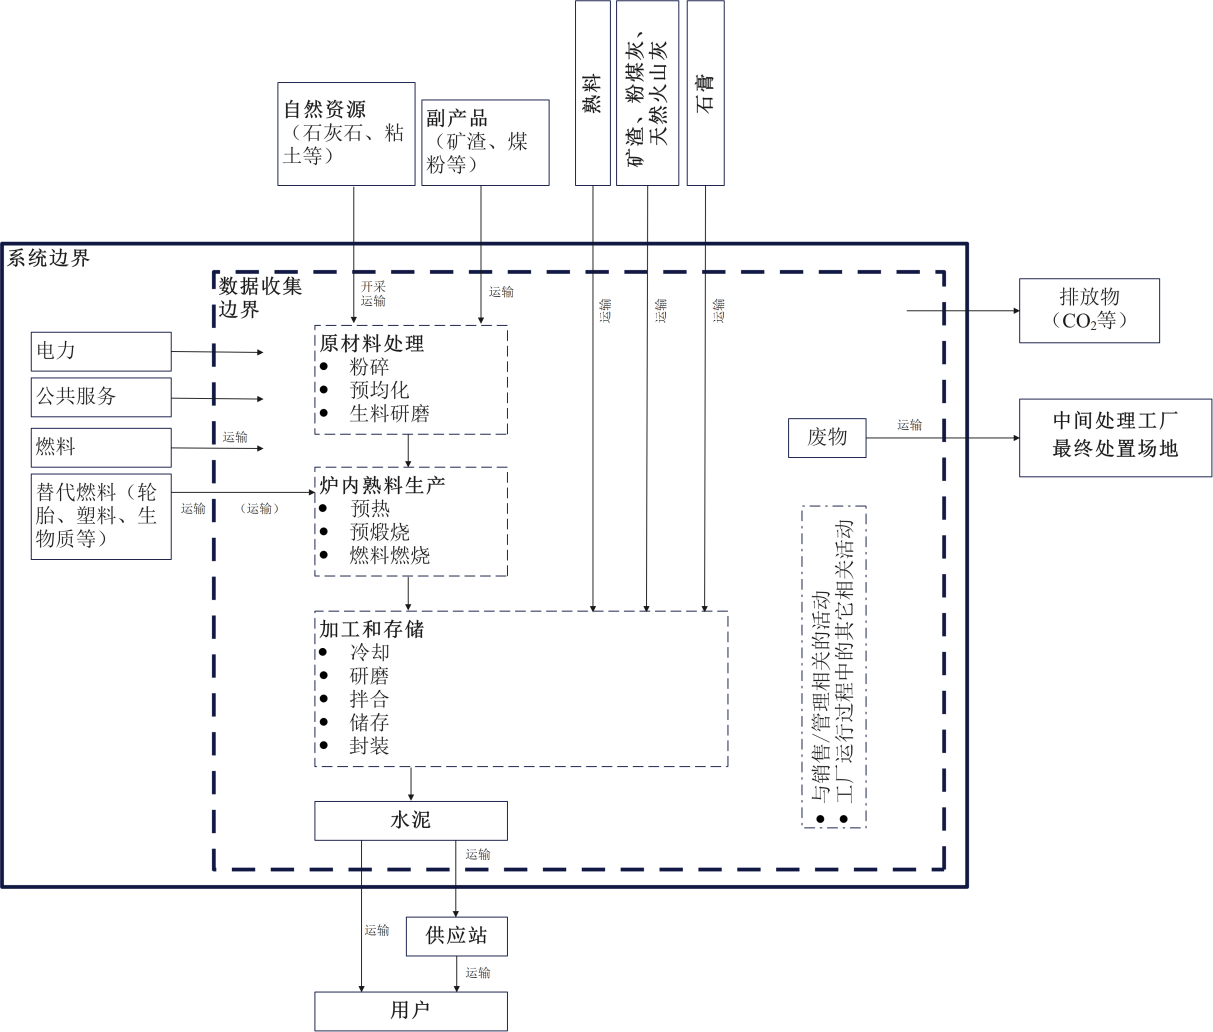 熟料
矿渣、粉煤灰、
天然火山灰
石膏
自然资源
（石灰石、粘
土等）
副产品
（矿渣、煤
粉等）
系统边界
数据收集
边界
开采
运输
运输
运输
运输
运输
排放物
（CO₂等）
原材料处理
● 粉碎
● 预均化
● 生料研磨
电力
公共服务
燃料
运输
替代燃料（轮
胎、塑料、生
物质等）
运输
（运输）
炉内熟料生产
● 预热
● 预煅烧
● 燃料燃烧
废物
运输
中间处理工厂
最终处置场地
● 与销售/管理相关的活动
● 工厂运行过程中的其它相关活动
加工和存储
● 冷却
● 研磨
● 拌合
● 储存
● 封装
水泥
运输
运输
供应站
运输
用户